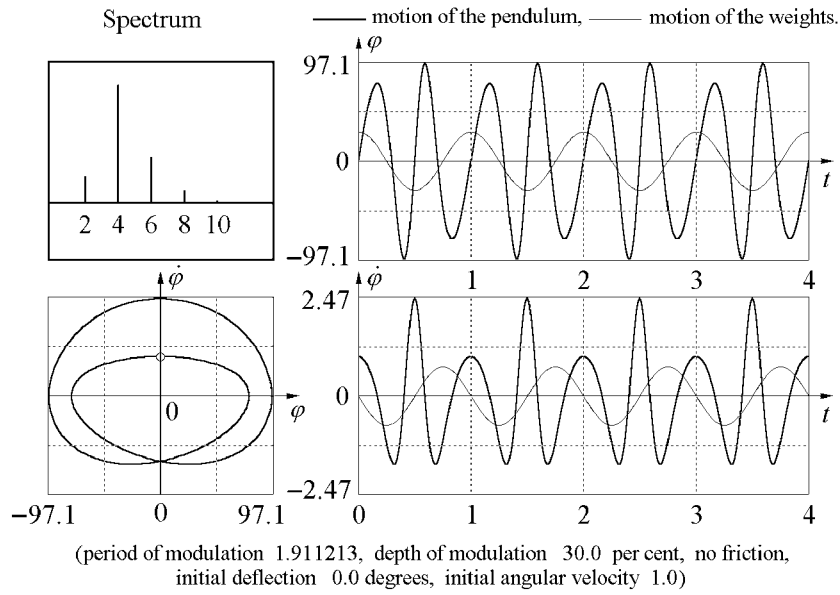 Spectrum
motion of the pendulum, motion of the weights.
φ
97.1
0
−97.1
t
1 2 3 4
2 4 6 8 10
φ̇
φ
0
−97.1 0 97.1
φ̇
2.47
0
−2.47
t
0 1 2 3 4
(period of modulation 1.911213, depth of modulation 30.0 per cent, no friction,
initial deflection 0.0 degrees, initial angular velocity 1.0)